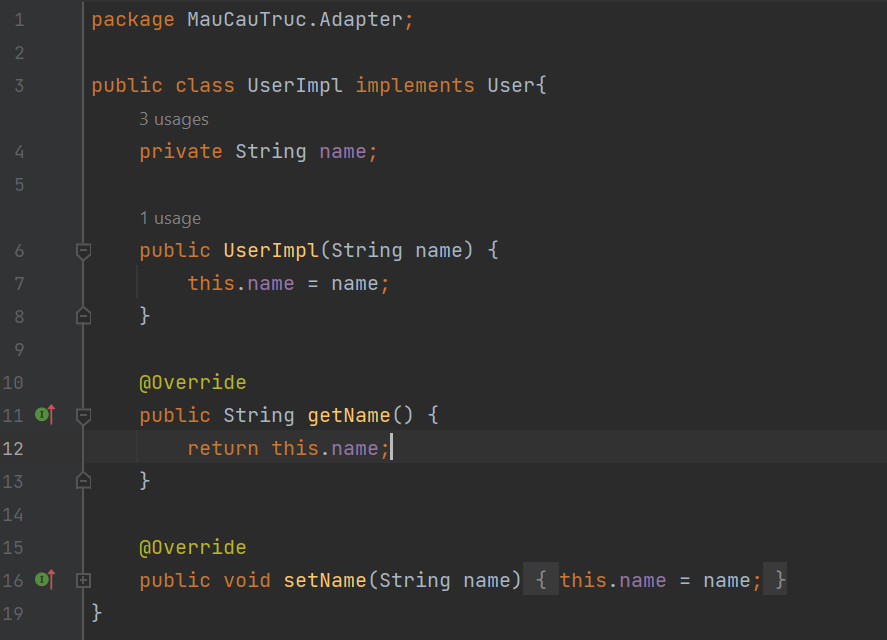 1 package MauCauTruc.Adapter;
2
3 public class UserImpl implements User{
3 usages
4 private String name;
5
1 usage
6 public UserImpl(String name) {
7 this.name = name;
8 }
9
10 @Override
11 public String getName() {
12 return this.name;
13 }
14
15 @Override
16 public void setName(String name) { this.name = name; }
19 }